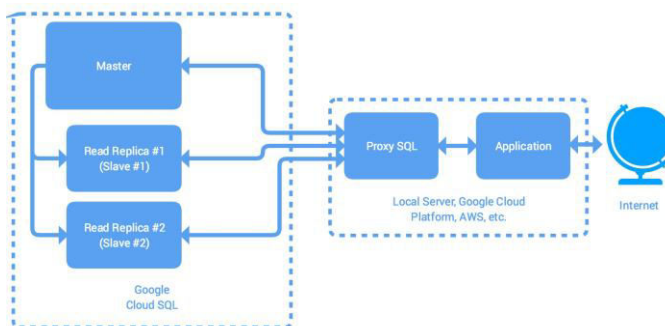 Master
Read Replica #1
(Slave #1)
Read Replica #2
(Slave #2)
Google
Cloud SQL
Proxy SQL
Application
Local Server, Google Cloud
Platform, AWS, etc.
Internet